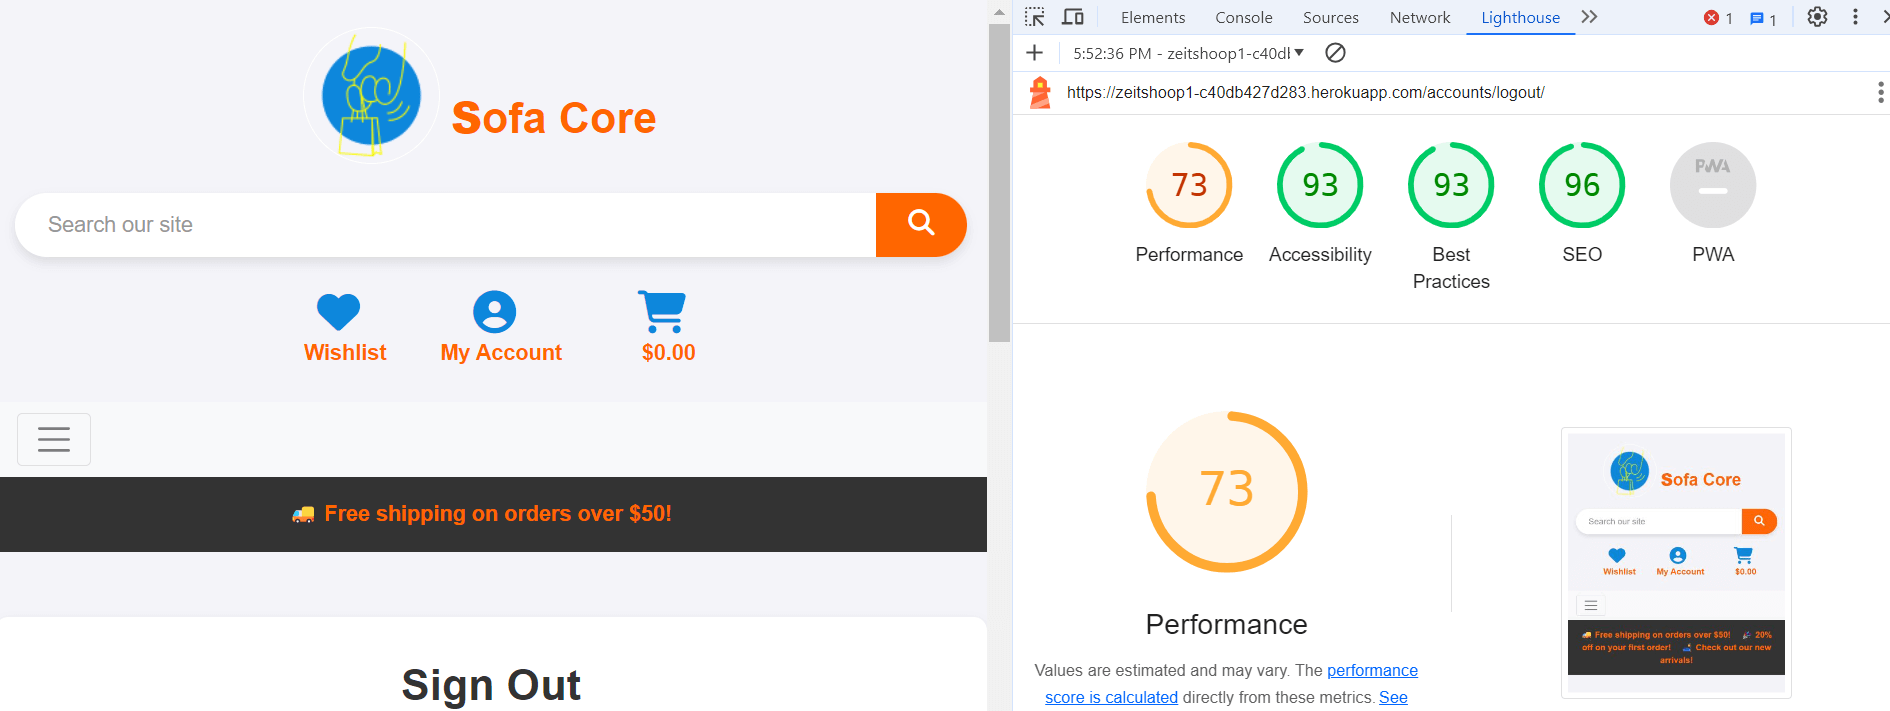 Sofa Core
Search our site
Wishlist
My Account
$0.00
🚚 Free shipping on orders over $50!
Sign Out
Elements
Console
Sources
Network
Lighthouse
1
1
5:52:36 PM - zeitshoop1-c40dl
https://zeitshoop1-c40db427d283.herokuapp.com/accounts/logout/
73
93
93
96
PWA
Performance
Accessibility
Best
Practices
SEO
PWA
73
Performance
Values are estimated and may vary. The performance
score is calculated directly from these metrics. See
Sofa Core
Search our site
Wishlist
My Account
$0.00
🚚 Free shipping on orders over $50! 🎉 20%
off on your first order! 🛋️ Check out our new
arrivals!